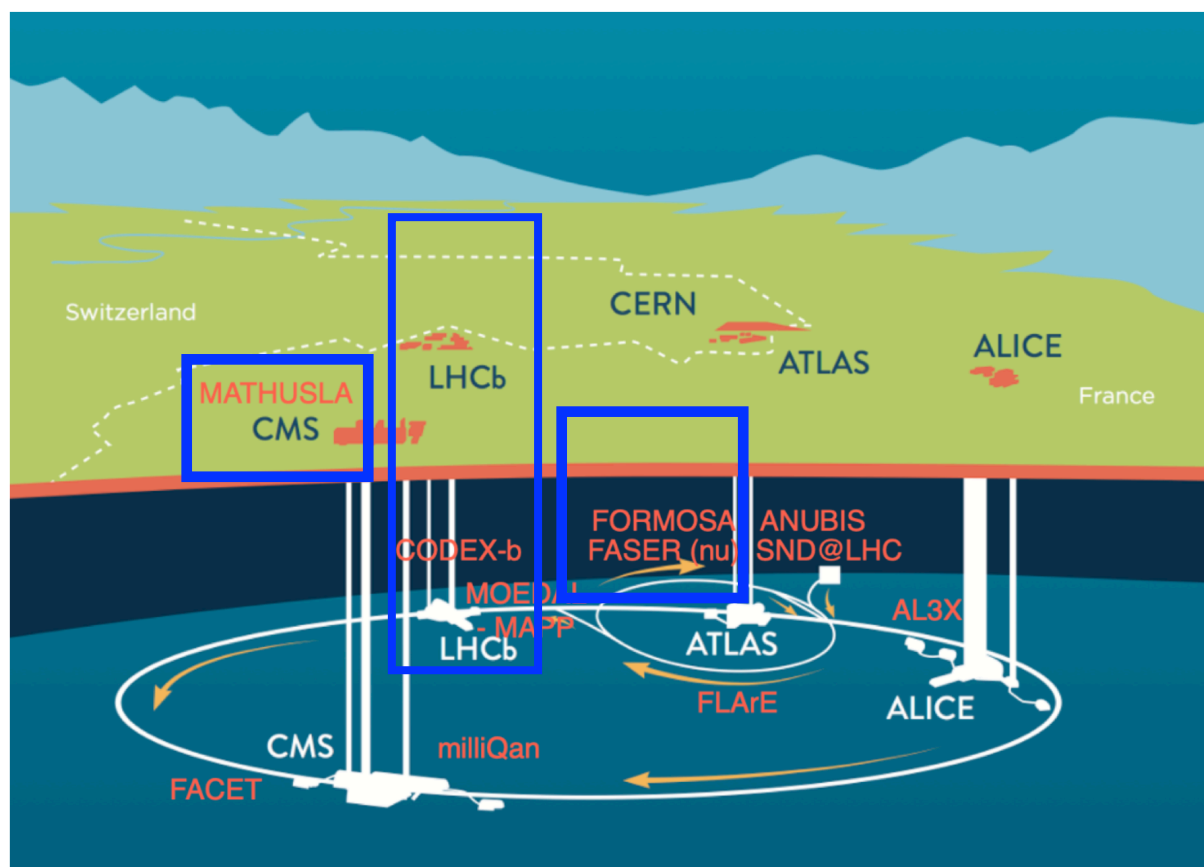 CERN
Switzerland
ATLAS
ALICE
LHCb
MATHUSLA
CMS
France
FORMOSA
ANUBIS
CODEX-b
FASER (nu)
SND@LHC
MOEDAL
- MAPP
AL3X
LHCb
ATLAS
FLArE
ALICE
CMS
milliQan
FACET